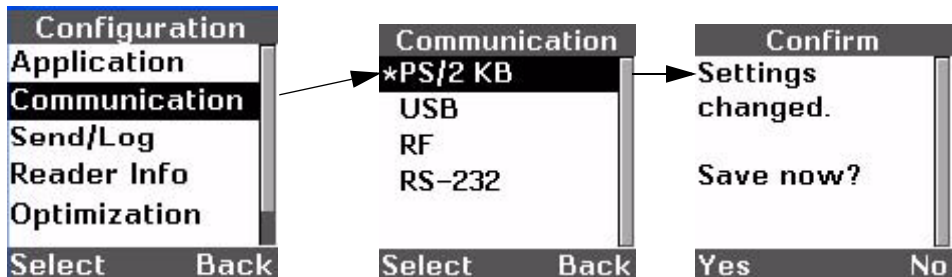 Configuration
Application
Communication
Send/Log
Reader Info
Optimization
Select Back
Communication
*PS/2 KB
USB
RF
RS-232
Select Back
Confirm
Settings
changed.
Save now?
Yes No